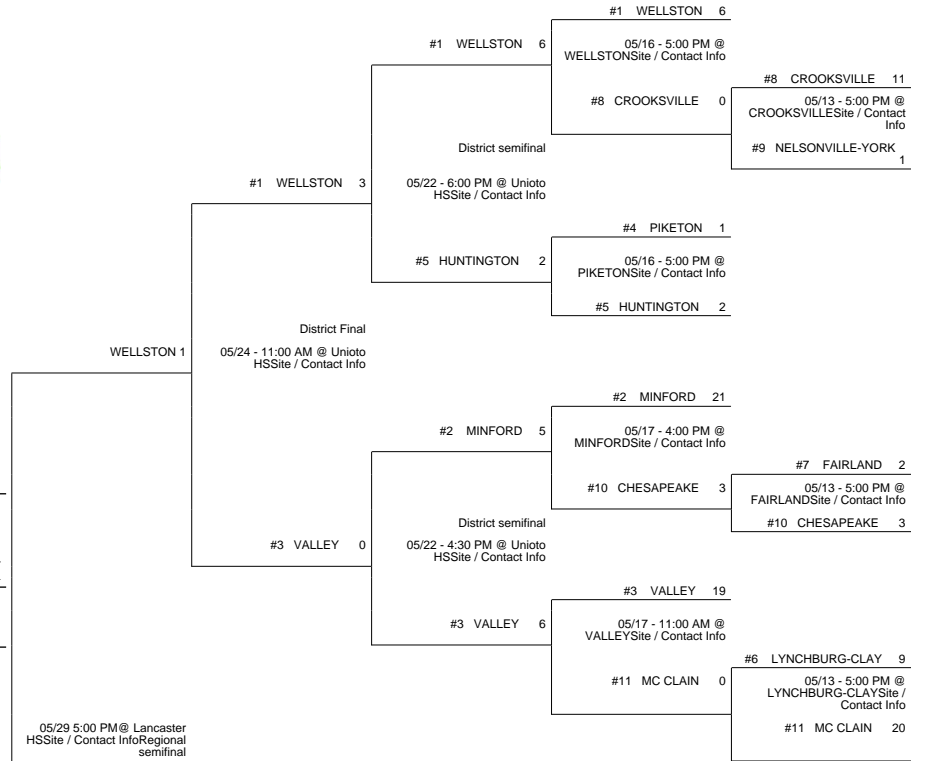 #1 WELLSTON 6
#1 WELLSTON 6
05/16 - 5:00 PM @
WELLSTONSite / Contact Info
#8 CROOKSVILLE 11
#8 CROOKSVILLE 0
05/13 - 5:00 PM @
CROOKSVILLESite / Contact
Info
District semifinal
#9 NELSONVILLE-YORK
1
#1 WELLSTON 3
05/22 - 6:00 PM @ Unioto
HSSite / Contact Info
#4 PIKETON 1
#5 HUNTINGTON 2
05/16 - 5:00 PM @
PIKETONSite / Contact Info
#5 HUNTINGTON 2
District Final
WELLSTON 1
05/24 - 11:00 AM @ Unioto
HSSite / Contact Info
#2 MINFORD 21
#2 MINFORD 5
05/17 - 4:00 PM @
MINFORDSite / Contact Info
#7 FAIRLAND 2
#10 CHESAPEAKE 3
05/13 - 5:00 PM @
FAIRLANDSite / Contact Info
District semifinal
#10 CHESAPEAKE 3
#3 VALLEY 0
05/22 - 4:30 PM @ Unioto
HSSite / Contact Info
#3 VALLEY 19
#3 VALLEY 6
05/17 - 11:00 AM @
VALLEYSite / Contact Info
#6 LYNCHBURG-CLAY 9
#11 MC CLAIN 0
05/13 - 5:00 PM @
LYNCHBURG-CLAYSite /
Contact Info
05/29 5:00 PM@ Lancaster
HSSite / Contact InfoRegional
semifinal
#11 MC CLAIN 20